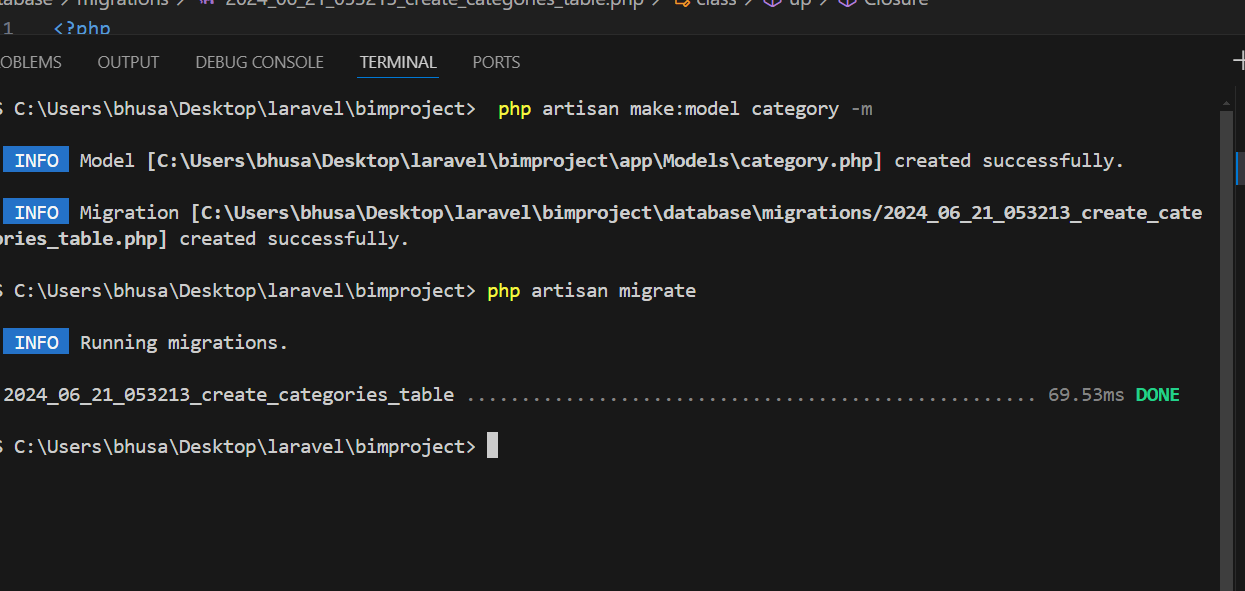 migrations > 2024_06_21_053213_create_categories_table.php > class > up > Closure
1 <?php
OBLEMS OUTPUT DEBUG CONSOLE TERMINAL PORTS
C:\Users\bhusa\Desktop\laravel\bimproject> php artisan make:model category -m
INFO Model [C:\Users\bhusa\Desktop\laravel\bimproject\app\Models\category.php] created successfully.
INFO Migration [C:\Users\bhusa\Desktop\laravel\bimproject\database\migrations/2024_06_21_053213_create_cate
ories_table.php] created successfully.
C:\Users\bhusa\Desktop\laravel\bimproject> php artisan migrate
INFO Running migrations.
2024_06_21_053213_create_categories_table .................................................... 69.53ms DONE
C:\Users\bhusa\Desktop\laravel\bimproject>